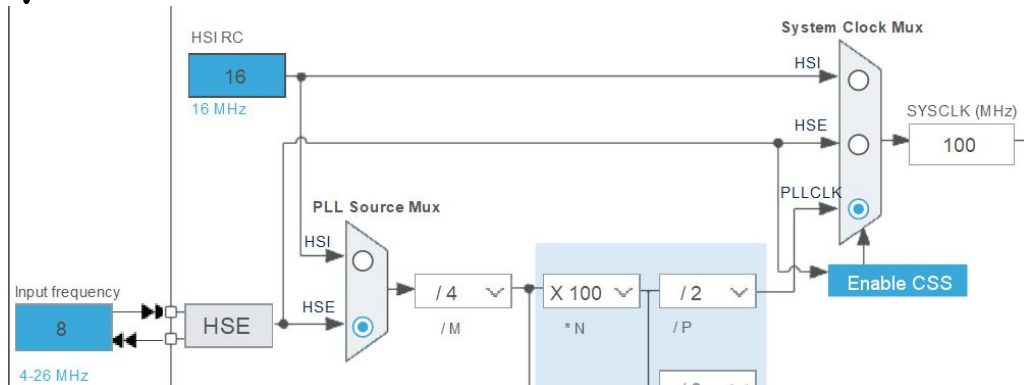 System Clock Mux
HSI RC
16
16 MHz
HSI
HSE
SYSCLK (MHz)
100
PLLCLK
PLL Source Mux
HSI
Enable CSS
Input frequency
8
4-26 MHz
HSE
HSE
/ 4
/ M
X 100
* N
/ 2
/ P